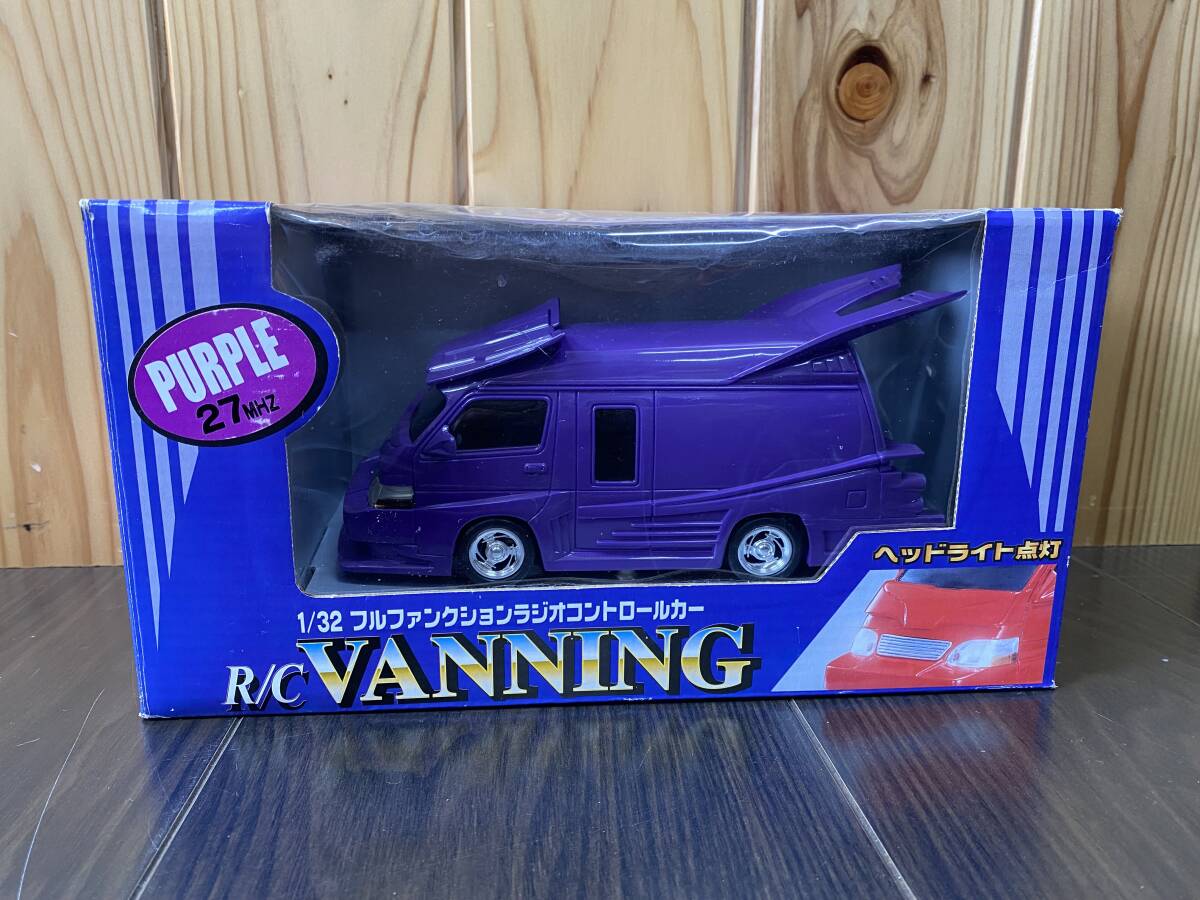 PURPLE
27MHZ
ヘッドライト点灯
1/32 フルファンクションラジオコントロールカー
R/C VANNING